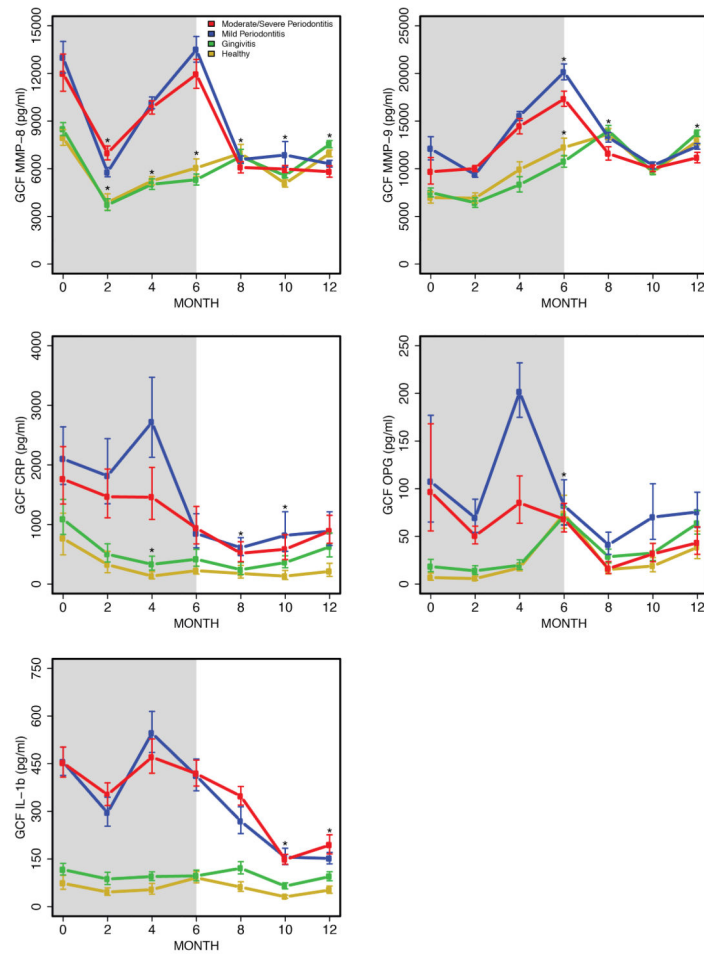 Moderate/Severe Periodontitis
Mild Periodontitis
Gingivitis
Healthy
GCF MMP−8 (pg/ml)
15000
12000
9000
6000
3000
0
* * * * * * * *
0 2 4 6 8 10 12
MONTH
GCF MMP−9 (pg/ml)
25000
20000
15000
10000
5000
0
* * * *
0 2 4 6 8 10 12
MONTH
GCF CRP (pg/ml)
4000
3000
2000
1000
0
* * *
0 2 4 6 8 10 12
MONTH
GCF OPG (pg/ml)
250
200
150
100
50
0
*
0 2 4 6 8 10 12
MONTH
GCF IL−1b (pg/ml)
750
600
450
300
150
0
* *
0 2 4 6 8 10 12
MONTH